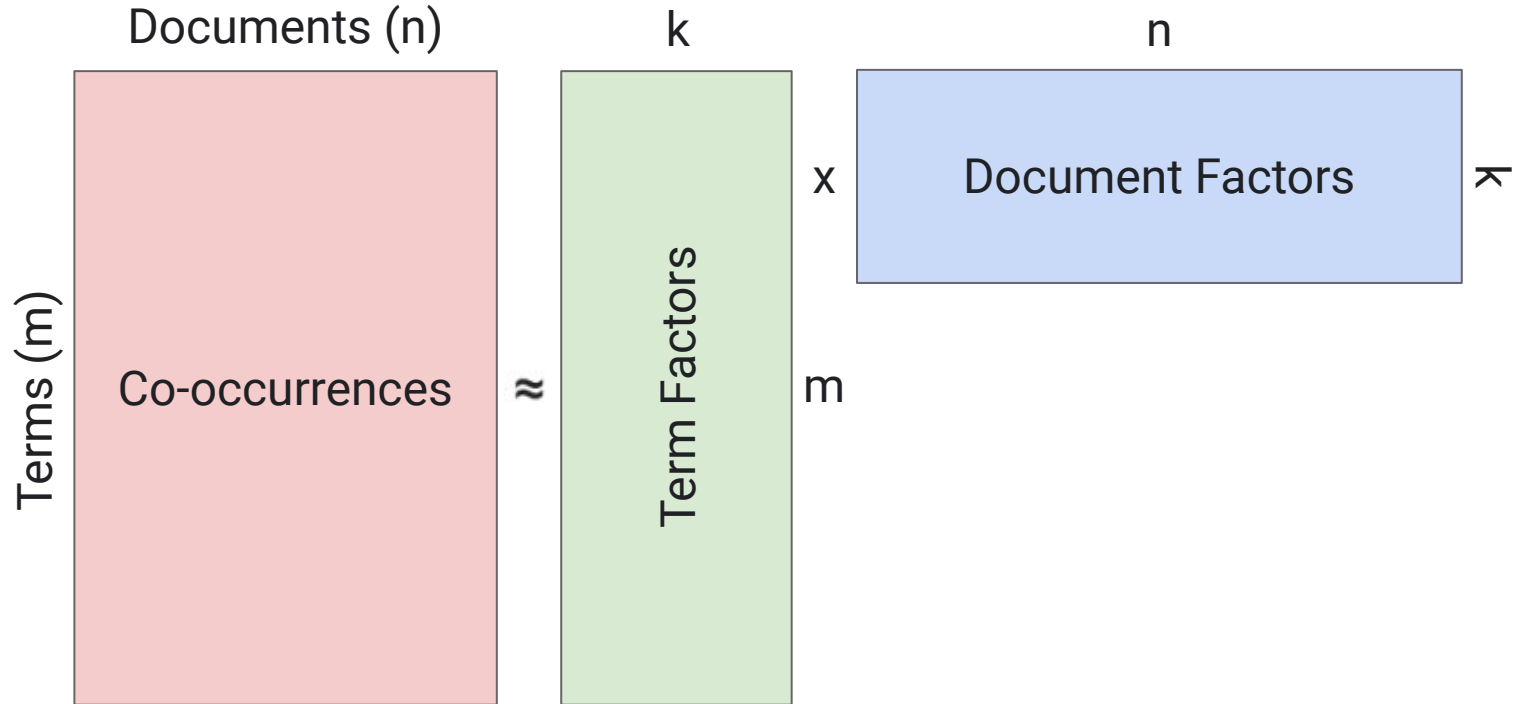 Documents (n)
k
n
Terms (m)
Co-occurrences
≈
Term Factors
m
x
Document Factors
k